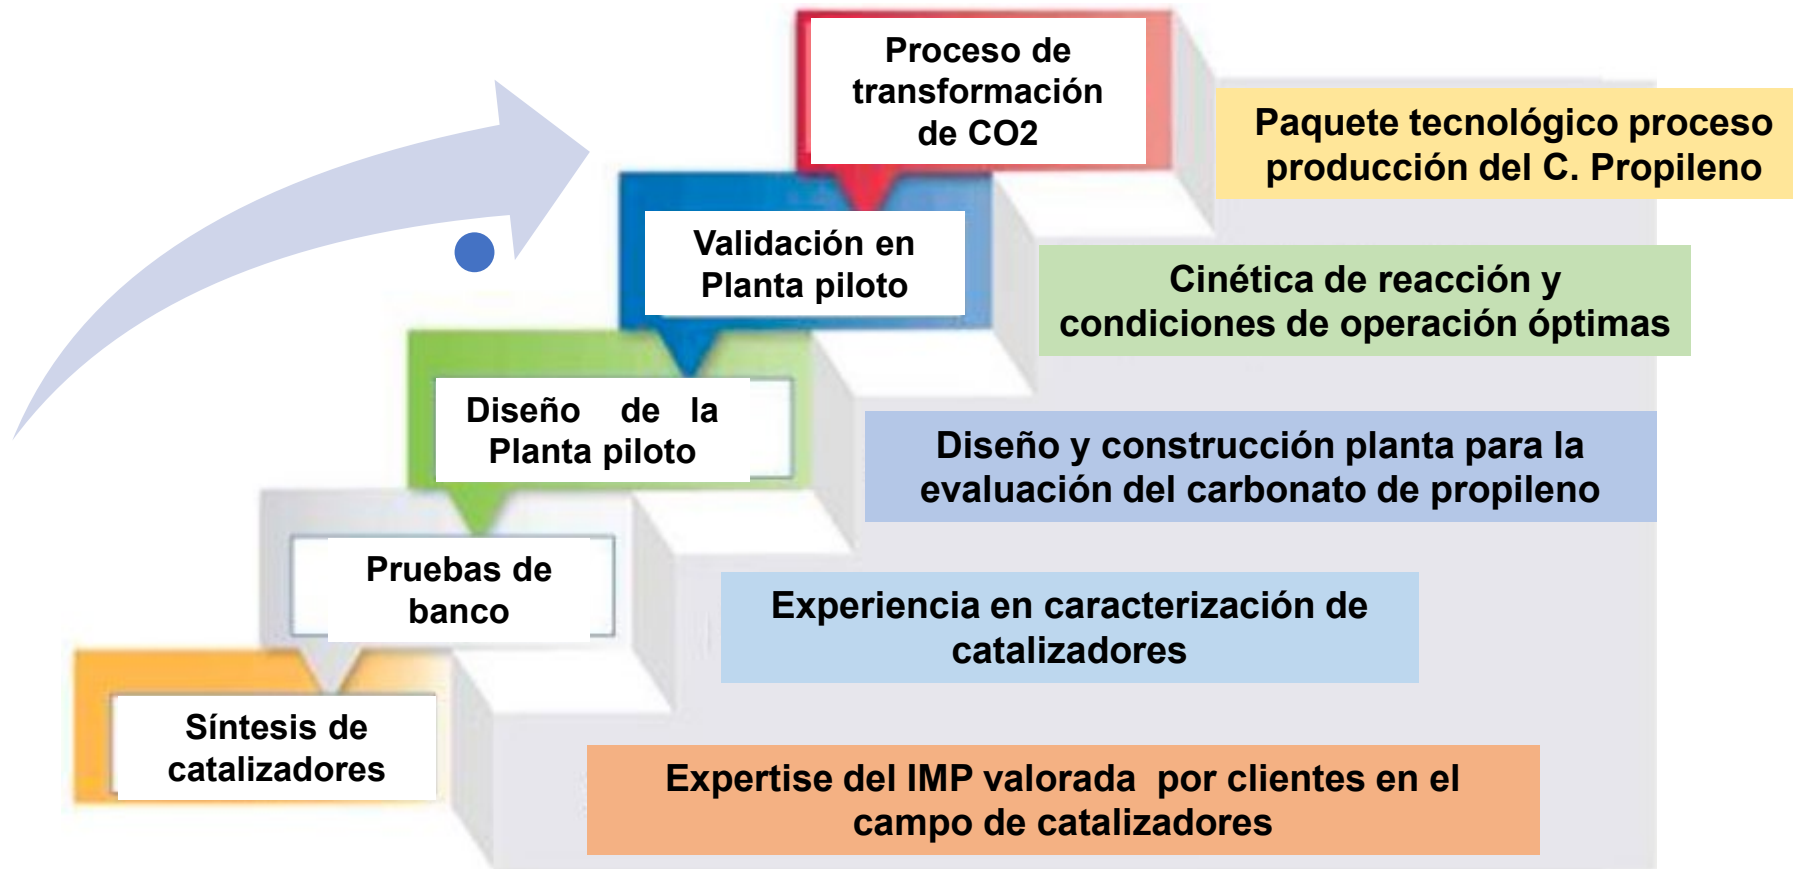 Proceso de
transformación
de CO2
Paquete tecnológico proceso
producción del C. Propileno
Validación en
Planta piloto
Cinética de reacción y
condiciones de operación óptimas
Diseño de la
Planta piloto
Diseño y construcción planta para la
evaluación del carbonato de propileno
Pruebas de
banco
Experiencia en caracterización de
catalizadores
Síntesis de
catalizadores
Expertise del IMP valorada por clientes en el
campo de catalizadores